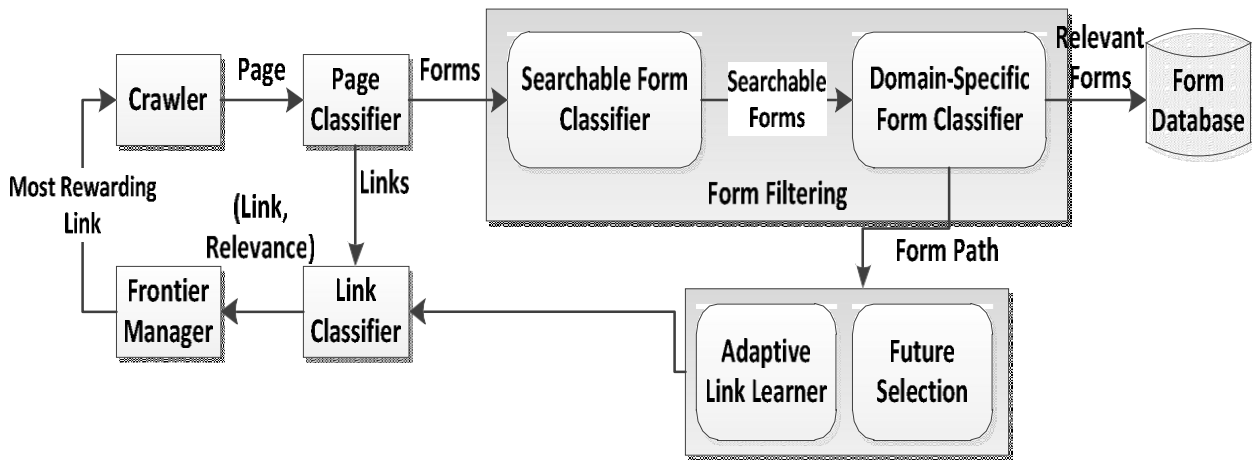 Crawler
Page
Page
Classifier
Forms
Searchable Form
Classifier
Searchable
Forms
Domain-Specific
Form Classifier
Relevant
Forms
Form
Database
Form Filtering
Most Rewarding
Link
Links
(Link,
Relevance)
Form Path
Frontier
Manager
Link
Classifier
Adaptive
Link Learner
Future
Selection